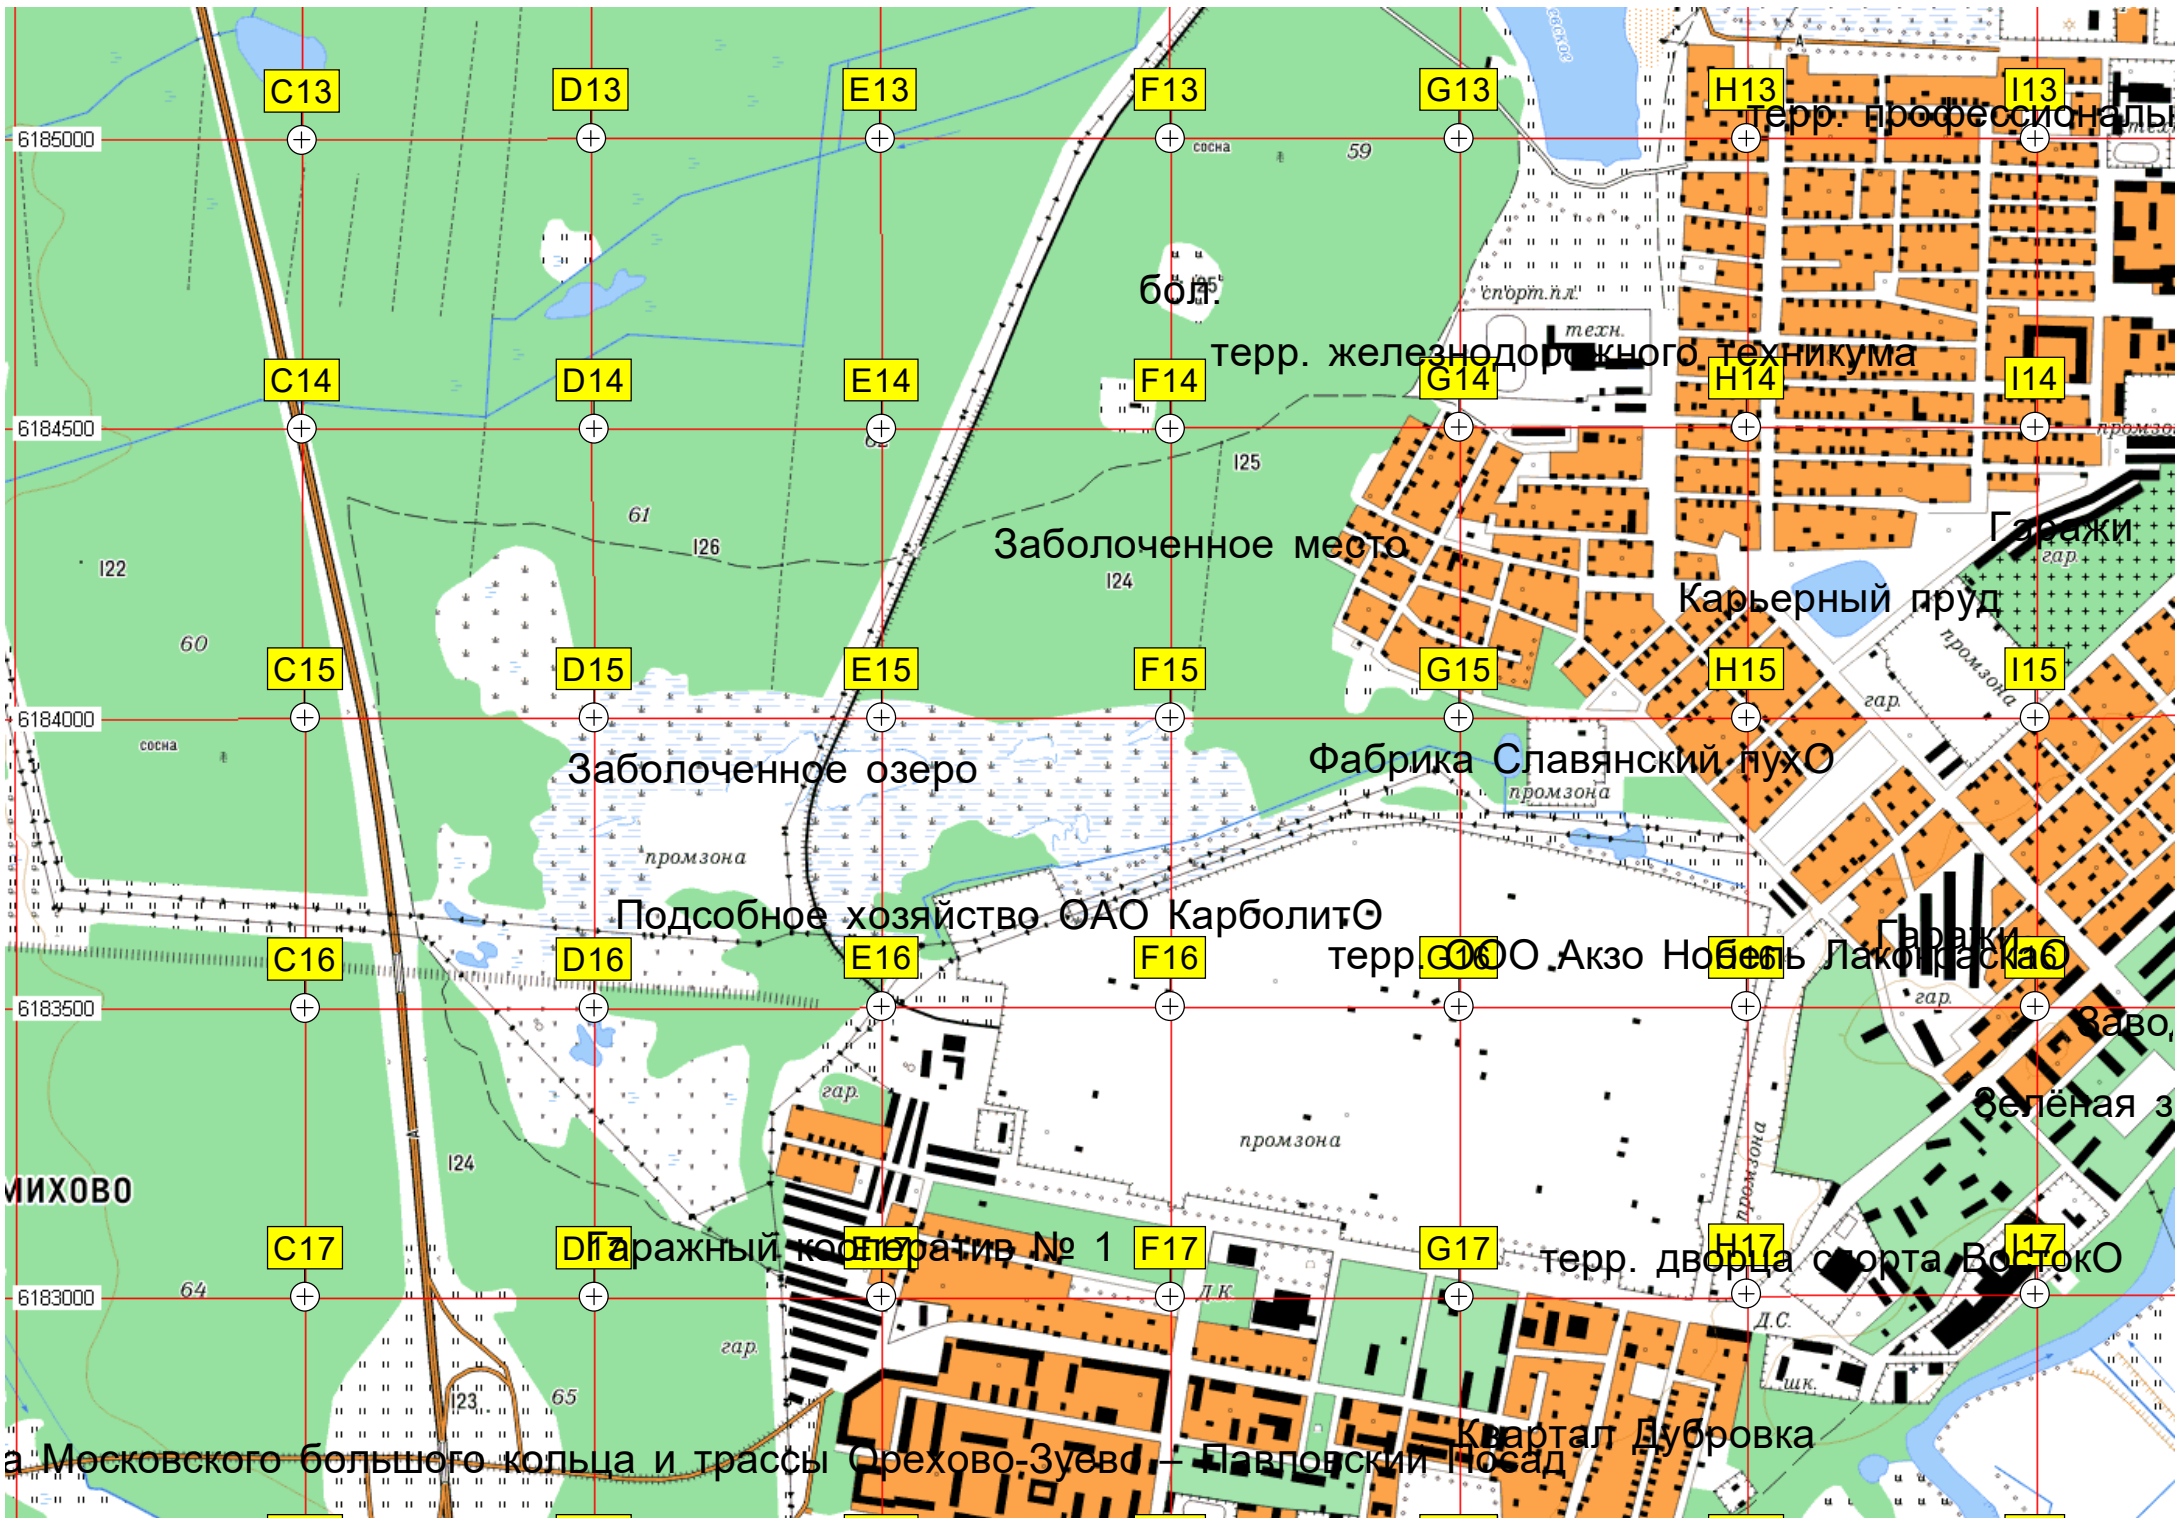 C13 D13 E13 F13 G13 H13 I13
терр. профессиональн
6185000
сосна
59
бол.
125
спорт.пл.
техн.
терр. железнодорожного техникума
C14 D14 E14 F14 G14 H14 I14
6184500
62
промзо
125
61
126
Заболоченное место
Гаражи
гар.
122
124
Карьерный пруд
60
промзона
C15 D15 E15 F15 G15 H15 I15
гар.
6184000
сосна
Заболоченное озеро
Фабрика Славянский пухО
промзона
промзона
Подсобное хозяйство ОАО КарболитО
Гаражи
терр. ООО Акзо Нобель ЛакокраскаО
C16 D16 E16 F16 G16 H16 I16
гар.
6183500
Заво
гар.
Зелёная з
промзона
промзона
124
МИХОВО
Гаражный кооператив № 1
терр. дворца спорта ВостокО
C17 D17 E17 F17 G17 H17 I17
64
6183000
Д.К.
Д.С.
гар.
шк.
123
65
Квартал Дубровка
а Московского большого кольца и трассы Орехово-Зуево – Павловский Посад